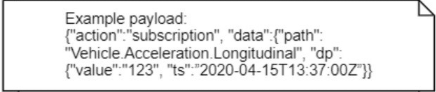 Example payload:
{"action":"subscription", "data":{"path":
"Vehicle.Acceleration.Longitudinal", "dp":
{"value":"123", "ts":"2020-04-15T13:37:00Z"}}